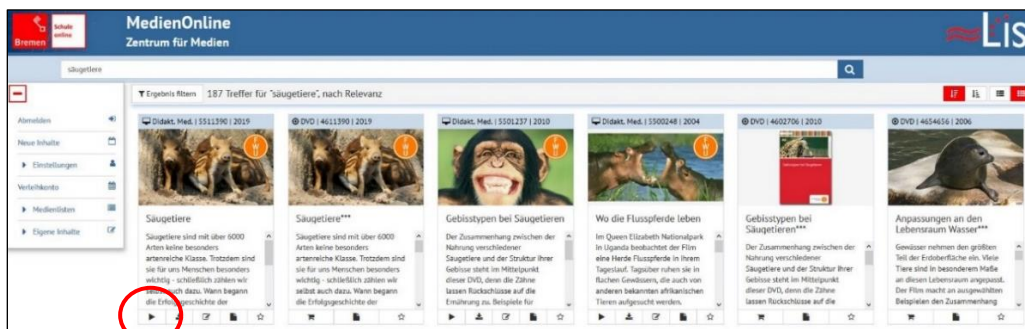 Bremen
Schule
online
MedienOnline
Zentrum für Medien
Lis
säugetiere
Ergebnis filtern 187 Treffer für "säugetiere", nach Relevanz
Abmelden
Neue Inhalte
Einstellungen
Verleihkonto
Medienlisten
Eigene Inhalte
Didakt. Med. | 5511390 | 2019
FWU
Säugetiere
Säugetiere sind mit über 6000
Arten keine besonders
artenreiche Klasse. Trotzdem sind
sie für uns Menschen besonders
wichtig - schließlich zählen wir
selbst auch dazu. Wann begann
die Erfolgsgeschichte der
DVD | 4611390 | 2019
FWU
Säugetiere***
Säugetiere sind mit über 6000
Arten keine besonders
artenreiche Klasse. Trotzdem sind
sie für uns Menschen besonders
wichtig - schließlich zählen wir
selbst auch dazu. Wann begann
die Erfolgsgeschichte der
Didakt. Med. | 5501237 | 2010
FWU
Gebisstypen bei Säugetieren
Der Zusammenhang zwischen der
Nahrung verschiedener
Säugetiere und der Struktur ihrer
Gebisse steht im Mittelpunkt
dieser DVD, denn die Zähne
lassen Rückschlüsse auf die
Ernährung zu. Beispiele für
Didakt. Med. | 5500248 | 2004
FWU
Wo die Flusspferde leben
Im Queen Elizabeth Nationalpark
in Uganda beobachtet der Film
eine Herde Flusspferde in ihrem
Tageslauf. Tagsüber ruhen sie in
flachen Gewässern, die auch von
anderen bekannten afrikanischen
Tieren aufgesucht werden.
DVD | 4602706 | 2010
Gebisstypen bei
Säugetieren***
Der Zusammenhang zwischen der
Nahrung verschiedener
Säugetiere und der Struktur ihrer
Gebisse steht im Mittelpunkt
dieser DVD, denn die Zähne
lassen Rückschlüsse auf die
DVD | 4654656 | 2006
Anpassungen an den
Lebensraum Wasser***
Gewässer nehmen den größten
Teil der Erdoberfläche ein. Viele
Tiere sind in besonderem Maße
an diesen Lebensraum angepasst.
Der Film macht an ausgewählten
Beispielen den Zusammenhang